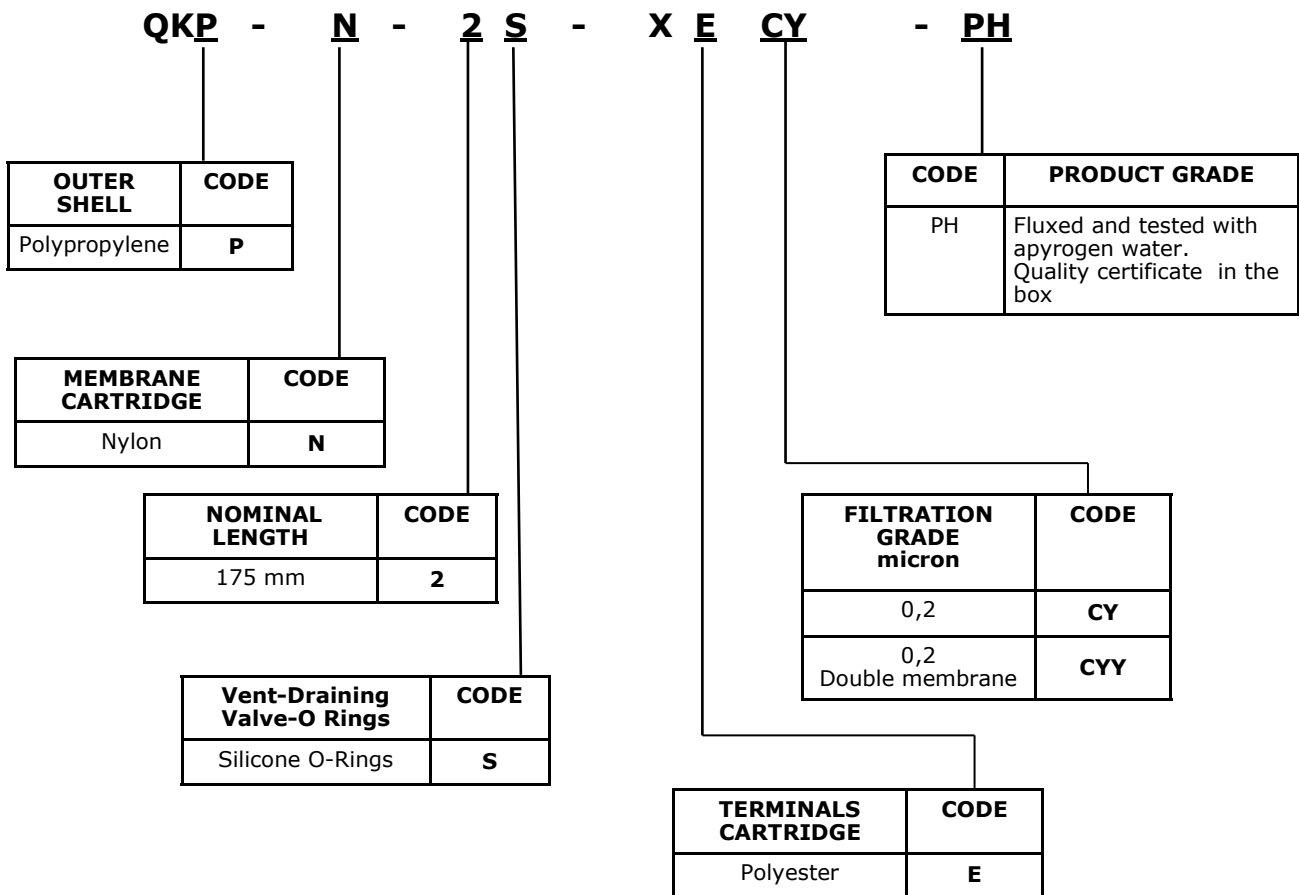 QKP - N - 2 S - X E CY - PH
OUTER SHELL CODE
Polypropylene P
CODE PRODUCT GRADE
PH Fluxed and tested with
apyrogen water.
Quality certificate in the
box
MEMBRANE CARTRIDGE CODE
Nylon N
NOMINAL LENGTH CODE
175 mm 2
FILTRATION GRADE micron CODE
0,2 CY
0,2
Double membrane CYY
Vent-Draining
Valve-O Rings CODE
Silicone O-Rings S
TERMINALS CARTRIDGE CODE
Polyester E